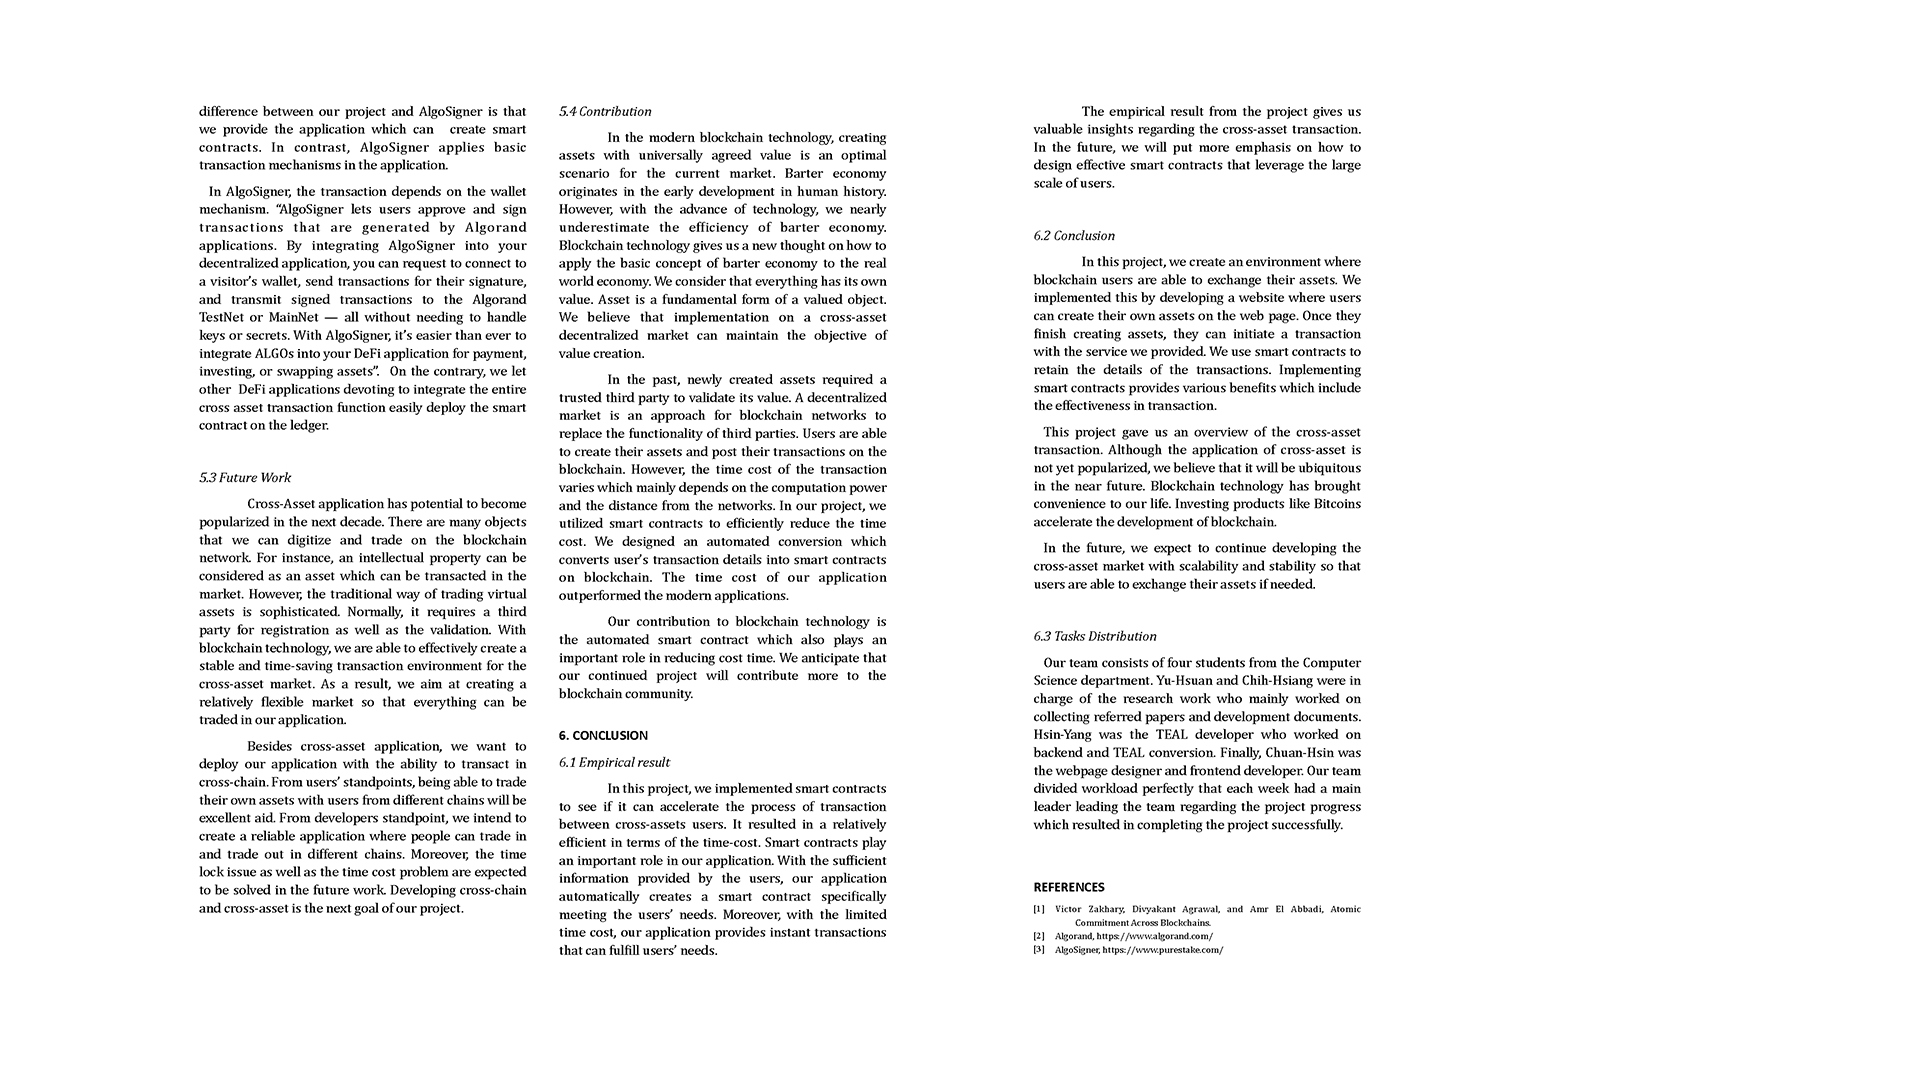 difference between our project and AlgoSigner is that
we provide the application which can create smart
contracts. In contrast, AlgoSigner applies basic
transaction mechanisms in the application.
In AlgoSigner, the transaction depends on the wallet
mechanism. “AlgoSigner lets users approve and sign
transactions that are generated by Algorand
applications. By integrating AlgoSigner into your
decentralized application, you can request to connect to
a visitor’s wallet, send transactions for their signature,
and transmit signed transactions to the Algorand
TestNet or MainNet — all without needing to handle
keys or secrets. With AlgoSigner, it’s easier than ever to
integrate ALGOs into your DeFi application for payment,
investing, or swapping assets”. On the contrary, we let
other DeFi applications devoting to integrate the entire
cross asset transaction function easily deploy the smart
contract on the ledger.
5.3 Future Work
Cross-Asset application has potential to become
popularized in the next decade. There are many objects
that we can digitize and trade on the blockchain
network. For instance, an intellectual property can be
considered as an asset which can be transacted in the
market. However, the traditional way of trading virtual
assets is sophisticated. Normally, it requires a third
party for registration as well as the validation. With
blockchain technology, we are able to effectively create a
stable and time-saving transaction environment for the
cross-asset market. As a result, we aim at creating a
relatively flexible market so that everything can be
traded in our application.
Besides cross-asset application, we want to
deploy our application with the ability to transact in
cross-chain. From users’ standpoints, being able to trade
their own assets with users from different chains will be
excellent aid. From developers standpoint, we intend to
create a reliable application where people can trade in
and trade out in different chains. Moreover, the time
lock issue as well as the time cost problem are expected
to be solved in the future work. Developing cross-chain
and cross-asset is the next goal of our project.
5.4 Contribution
In the modern blockchain technology, creating
assets with universally agreed value is an optimal
scenario for the current market. Barter economy
originates in the early development in human history.
However, with the advance of technology, we nearly
underestimate the efficiency of barter economy.
Blockchain technology gives us a new thought on how to
apply the basic concept of barter economy to the real
world economy. We consider that everything has its own
value. Asset is a fundamental form of a valued object.
We believe that implementation on a cross-asset
decentralized market can maintain the objective of
value creation.
In the past, newly created assets required a
trusted third party to validate its value. A decentralized
market is an approach for blockchain networks to
replace the functionality of third parties. Users are able
to create their assets and post their transactions on the
blockchain. However, the time cost of the transaction
varies which mainly depends on the computation power
and the distance from the networks. In our project, we
utilized smart contracts to efficiently reduce the time
cost. We designed an automated conversion which
converts user’s transaction details into smart contracts
on blockchain. The time cost of our application
outperformed the modern applications.
Our contribution to blockchain technology is
the automated smart contract which also plays an
important role in reducing cost time. We anticipate that
our continued project will contribute more to the
blockchain community.
6. CONCLUSION
6.1 Empirical result
In this project, we implemented smart contracts
to see if it can accelerate the process of transaction
between cross-assets users. It resulted in a relatively
efficient in terms of the time-cost. Smart contracts play
an important role in our application. With the sufficient
information provided by the users, our application
automatically creates a smart contract specifically
meeting the users’ needs. Moreover, with the limited
time cost, our application provides instant transactions
that can fulfill users’ needs.
The empirical result from the project gives us
valuable insights regarding the cross-asset transaction.
In the future, we will put more emphasis on how to
design effective smart contracts that leverage the large
scale of users.
6.2 Conclusion
In this project, we create an environment where
blockchain users are able to exchange their assets. We
implemented this by developing a website where users
can create their own assets on the web page. Once they
finish creating assets, they can initiate a transaction
with the service we provided. We use smart contracts to
retain the details of the transactions. Implementing
smart contracts provides various benefits which include
the effectiveness in transaction.
This project gave us an overview of the cross-asset
transaction. Although the application of cross-asset is
not yet popularized, we believe that it will be ubiquitous
in the near future. Blockchain technology has brought
convenience to our life. Investing products like Bitcoins
accelerate the development of blockchain.
In the future, we expect to continue developing the
cross-asset market with scalability and stability so that
users are able to exchange their assets if needed.
6.3 Tasks Distribution
Our team consists of four students from the Computer
Science department. Yu-Hsuan and Chih-Hsiang were in
charge of the research work who mainly worked on
collecting referred papers and development documents.
Hsin-Yang was the TEAL developer who worked on
backend and TEAL conversion. Finally, Chuan-Hsin was
the webpage designer and frontend developer. Our team
divided workload perfectly that each week had a main
leader leading the team regarding the project progress
which resulted in completing the project successfully.
REFERENCES
[1] Victor Zakhary, Divyakant Agrawal, and Amr El Abbadi, Atomic
Commitment Across Blockchains.
[2] Algorand, https://www.algorand.com/
[3] AlgoSigner, https://www.purestake.com/